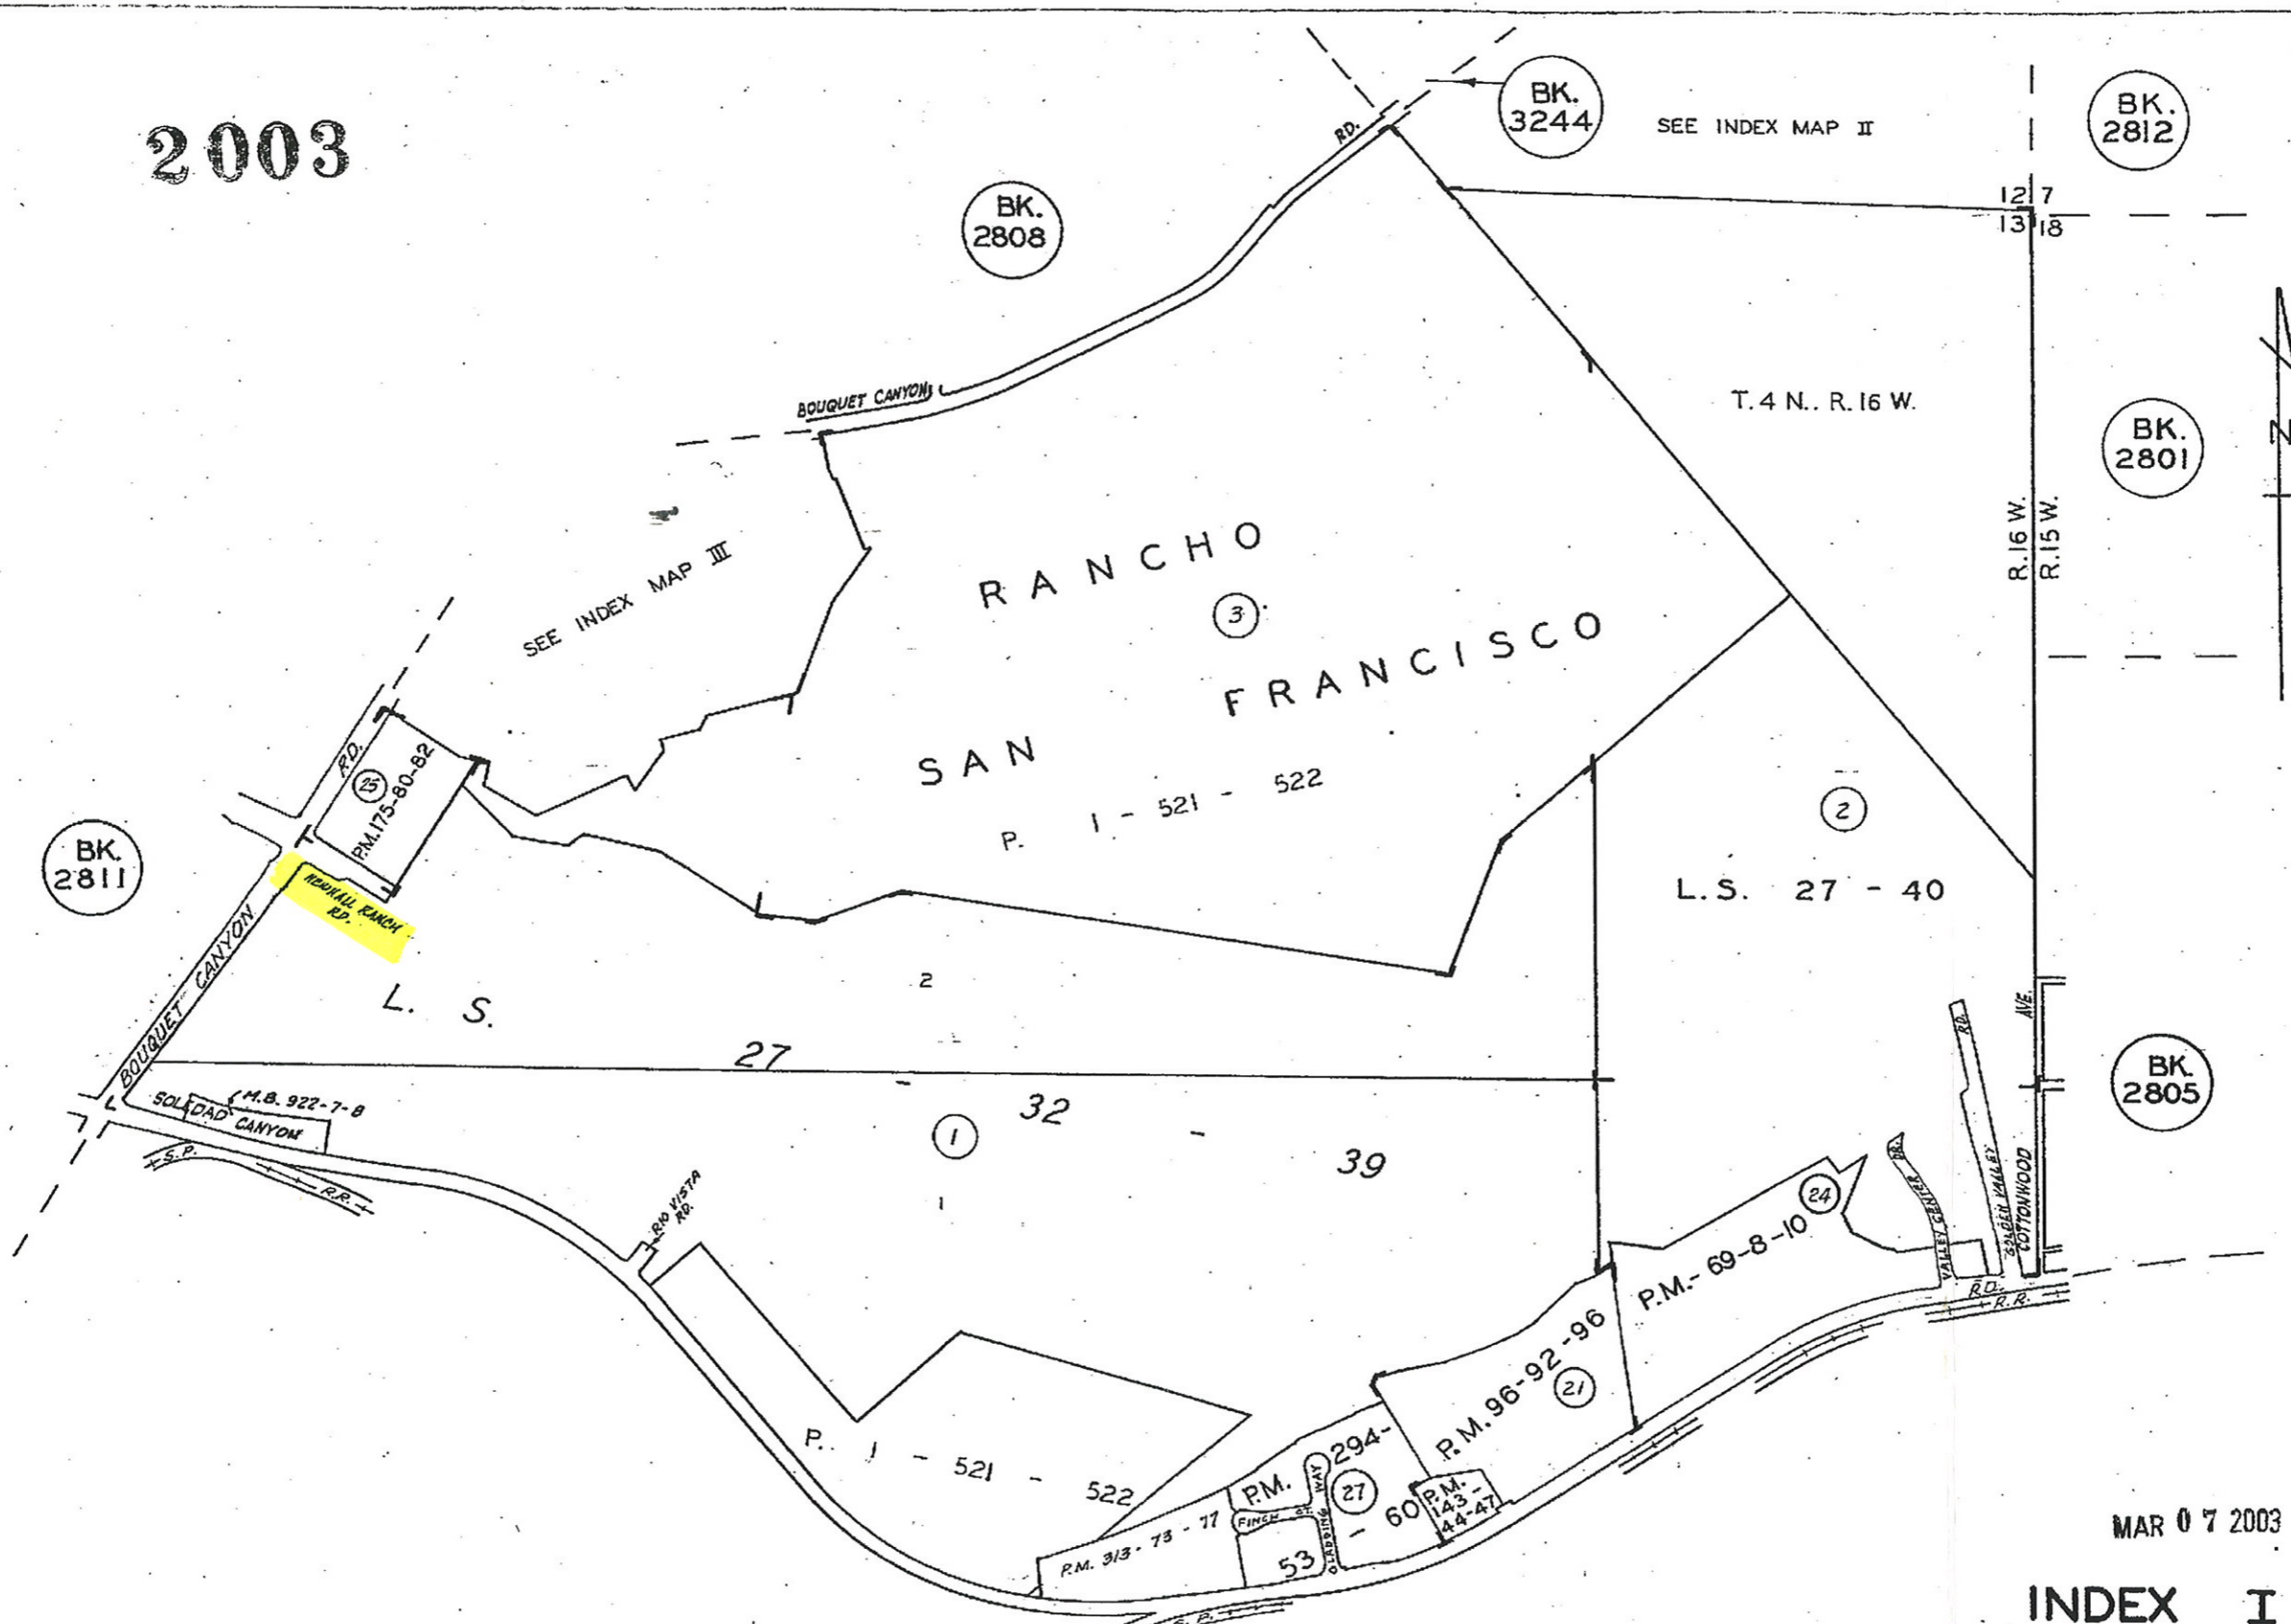 2003
BK.
3244
SEE INDEX MAP II
BK.
2812
RD.
BK.
2808
12 7
13 18
BOUQUET CANYON
T. 4 N.. R. 16 W.
BK.
2801
R. 16 W.
R. 15 W.
SEE INDEX MAP III
RANCHO
3
SAN FRANCISCO
P. 1 - 521 - 522
RD.
25
P.M. 175-80-82
2
L.S. 27 - 40
BK.
2811
NEWHALL RANCH
RD.
BOUQUET CANYON
L. S.
2
27 - 32 - 39
RD.
AVE.
BK.
2805
M.B. 922-7-8
SOLEDAD CANYON
S.P.
R.R.
1
1
RIO VISTA
RD.
24
P.M.- 69-8-10
VALLEY CENTER DR.
GOLDEN VALLEY
COTTONWOOD
RD.
R.R.
P.M. 96-92-96
21
P. 1 - 521 - 522
P.M. 294-
27
53 - 60
GLADDING WAY
FINCH CT.
P.M.
143-
44-47
P.M. 313-73-77
S.P.
N
MAR 07 2003
INDEX I